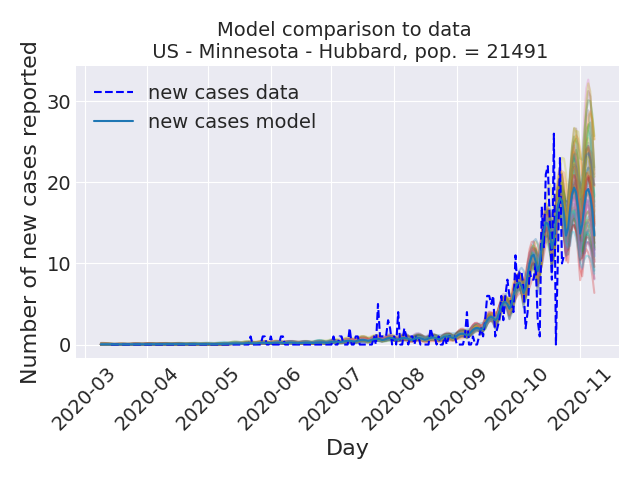 Model comparison to data
US - Minnesota - Hubbard, pop. = 21491
Number of new cases reported
30
20
10
0
new cases data
new cases model
2020-03
2020-04
2020-05
2020-06
2020-07
2020-08
2020-09
2020-10
2020-11
Day